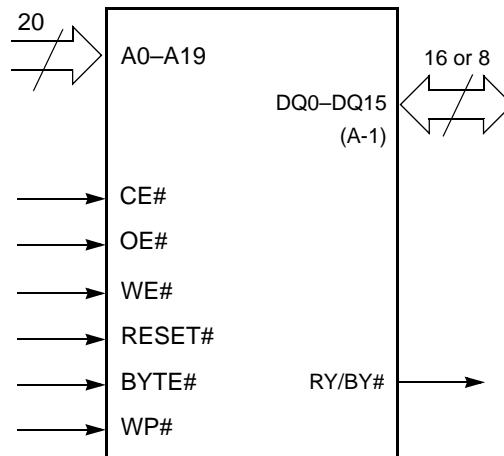 20
A0–A19
16 or 8
DQ0–DQ15
(A-1)
CE#
OE#
WE#
RESET#
BYTE#
RY/BY#
WP#